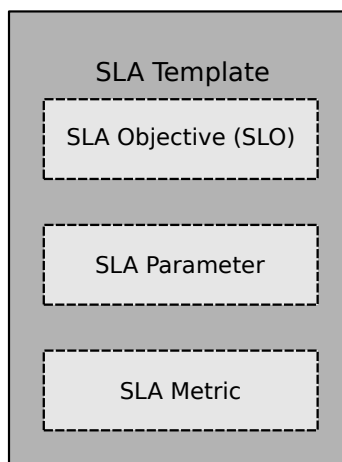 SLA Template
SLA Objective (SLO)
SLA Parameter
SLA Metric